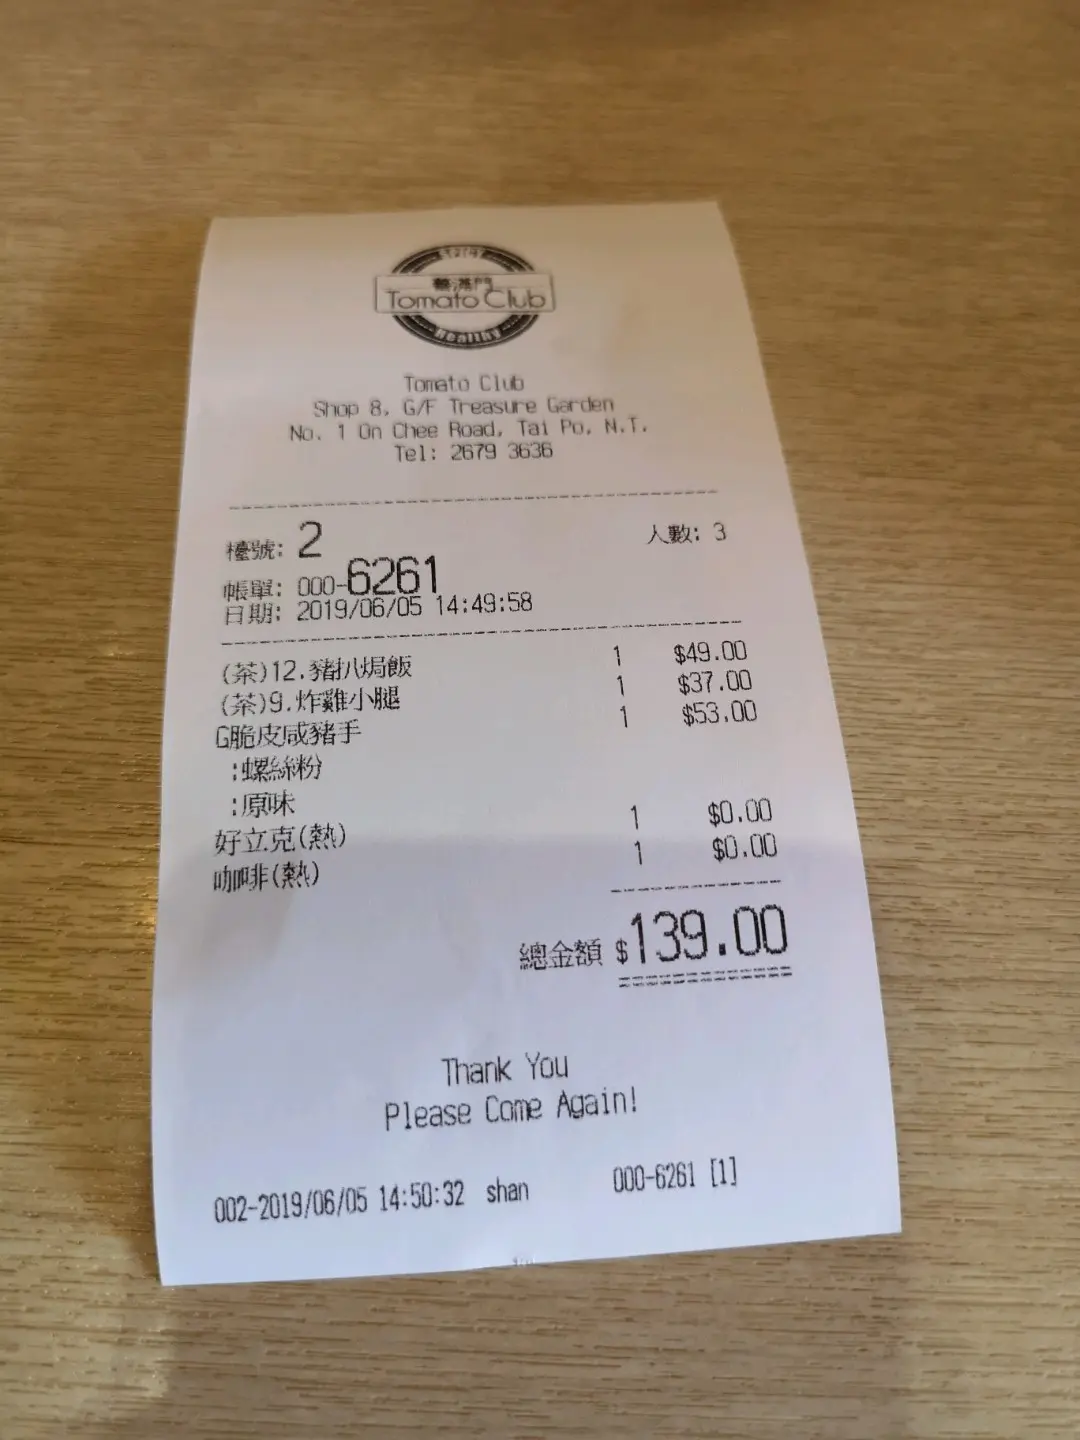 蕃滿門
Tomato Club
Healthy
Tomato Club
Shop 8, G/F Treasure Garden
No. 1 On Chee Road, Tai Po, N.T.
Tel: 2679 3636
檯號: 2 人數: 3
帳單: 000-6261
日期: 2019/06/05 14:49:58
(茶)12.豬扒焗飯 1 $49.00
(茶)9.炸雞小腿 1 $37.00
G脆皮咸豬手 1 $53.00
:螺絲粉
:原味
好立克(熱) 1 $0.00
咖啡(熱) 1 $0.00
總金額 $139.00
Thank You
Please Come Again!
002-2019/06/05 14:50:32 shan 000-6261 [1]